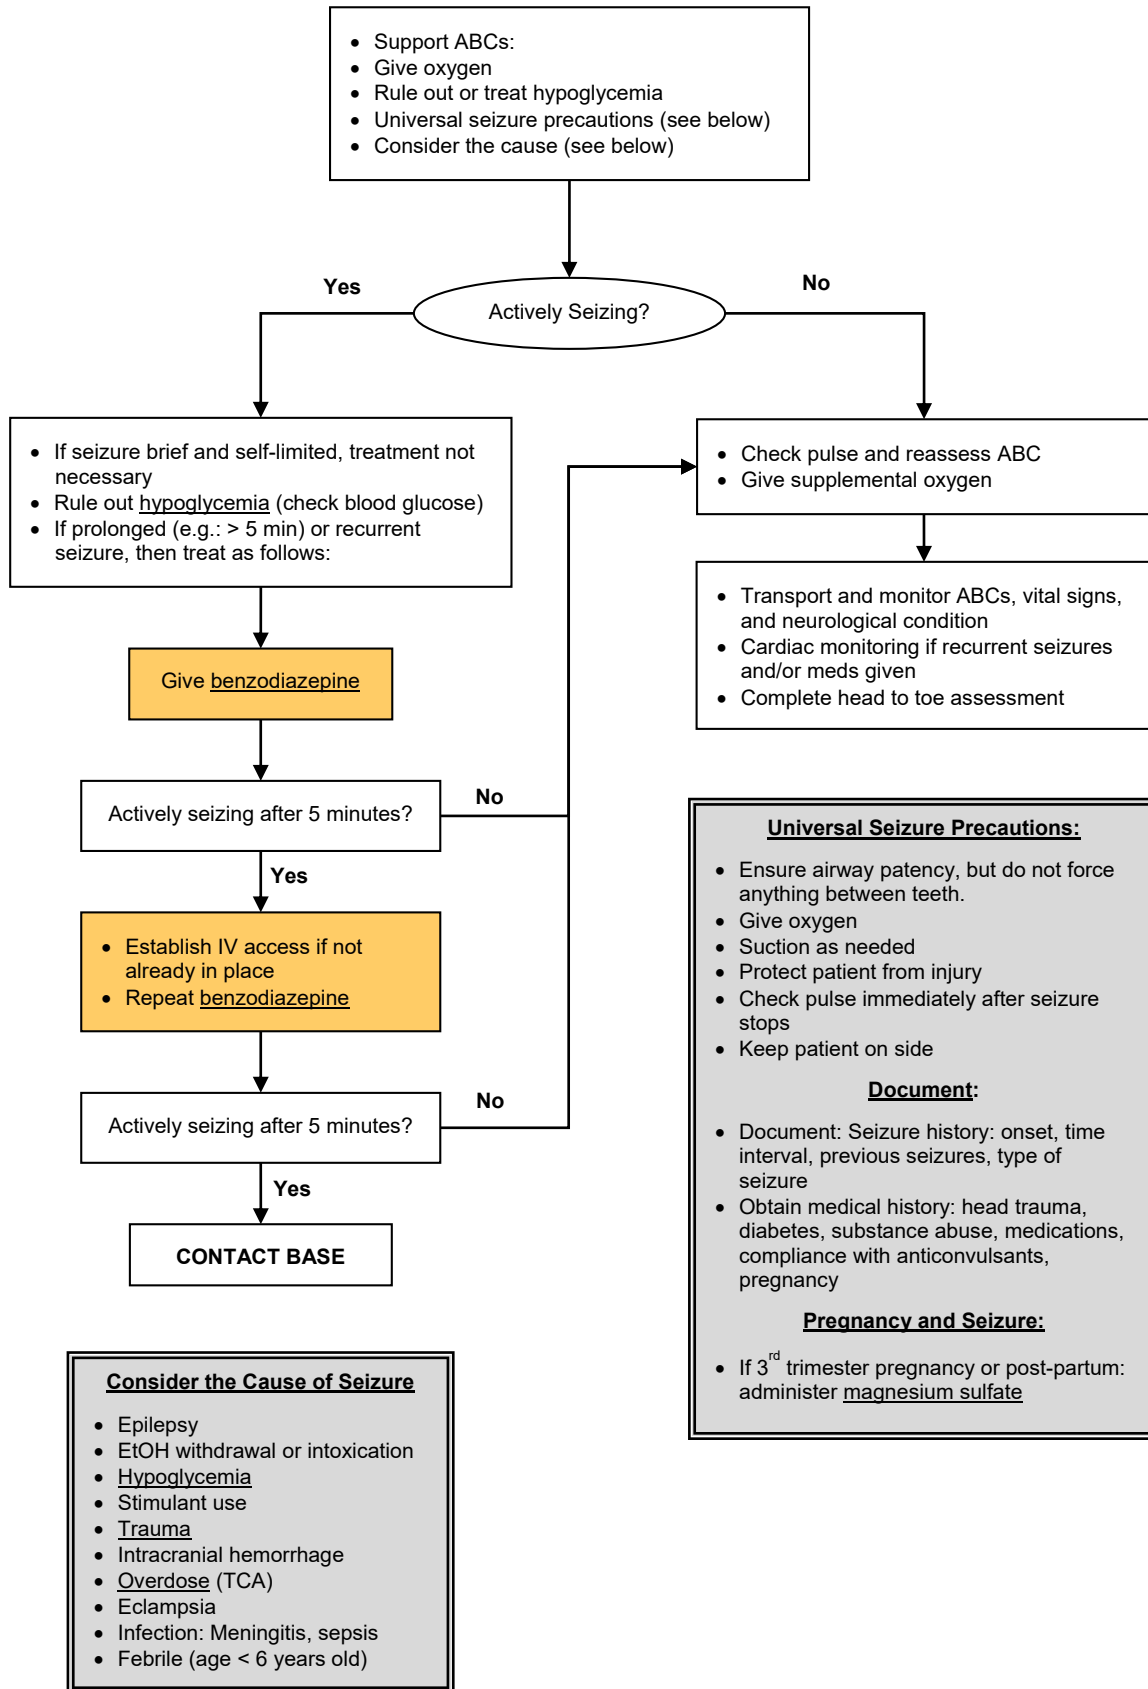 • Support ABCs:
• Give oxygen
• Rule out or treat hypoglycemia
• Universal seizure precautions (see below)
• Consider the cause (see below)
Yes
No
Actively Seizing?
• If seizure brief and self-limited, treatment not
necessary
• Rule out hypoglycemia (check blood glucose)
• If prolonged (e.g.: > 5 min) or recurrent
seizure, then treat as follows:
• Check pulse and reassess ABC
• Give supplemental oxygen
• Transport and monitor ABCs, vital signs,
and neurological condition
• Cardiac monitoring if recurrent seizures
and/or meds given
• Complete head to toe assessment
Give benzodiazepine
Actively seizing after 5 minutes?
No
Yes
• Establish IV access if not
already in place
• Repeat benzodiazepine
Actively seizing after 5 minutes?
No
Yes
CONTACT BASE
Universal Seizure Precautions:
• Ensure airway patency, but do not force
anything between teeth.
• Give oxygen
• Suction as needed
• Protect patient from injury
• Check pulse immediately after seizure
stops
• Keep patient on side
Document:
• Document: Seizure history: onset, time
interval, previous seizures, type of
seizure
• Obtain medical history: head trauma,
diabetes, substance abuse, medications,
compliance with anticonvulsants,
pregnancy
Pregnancy and Seizure:
• If 3rd trimester pregnancy or post-partum:
administer magnesium sulfate
Consider the Cause of Seizure
• Epilepsy
• EtOH withdrawal or intoxication
• Hypoglycemia
• Stimulant use
• Trauma
• Intracranial hemorrhage
• Overdose (TCA)
• Eclampsia
• Infection: Meningitis, sepsis
• Febrile (age < 6 years old)